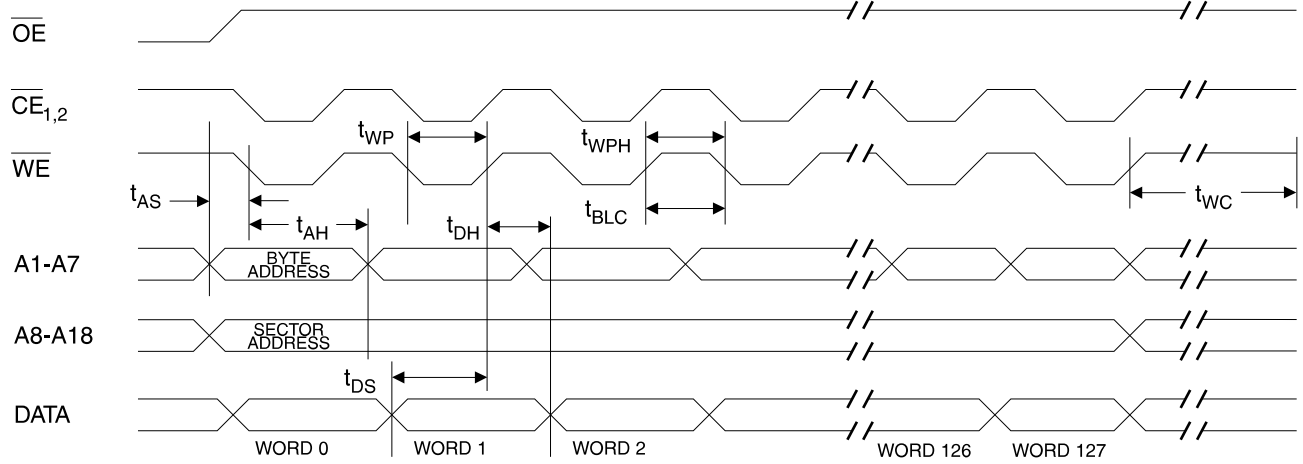 OE
CE1,2
tWP
tWPH
WE
tAS
tWC
tBLC
tAH
tDH
A1-A7
BYTE
ADDRESS
A8-A18
SECTOR
ADDRESS
tDS
DATA
WORD 0
WORD 1
WORD 2
WORD 126
WORD 127